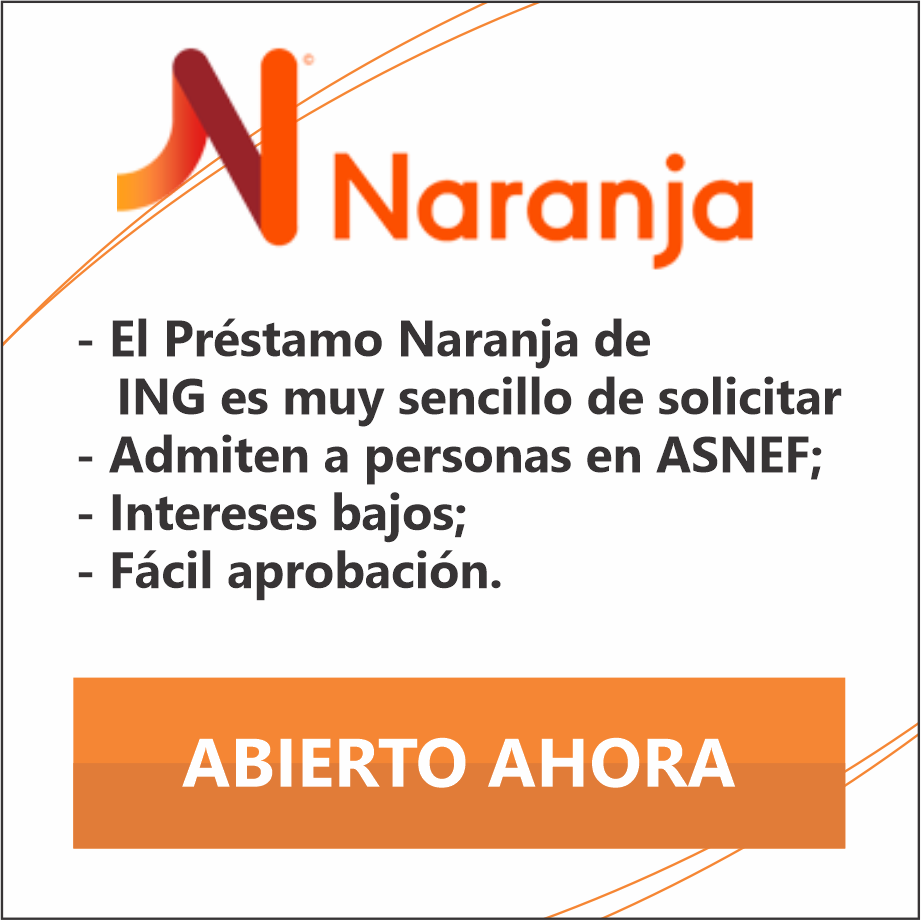 ©
Naranja
- El Préstamo Naranja de
ING es muy sencillo de solicitar
- Admiten a personas en ASNEF;
- Intereses bajos;
- Fácil aprobación.
ABIERTO AHORA